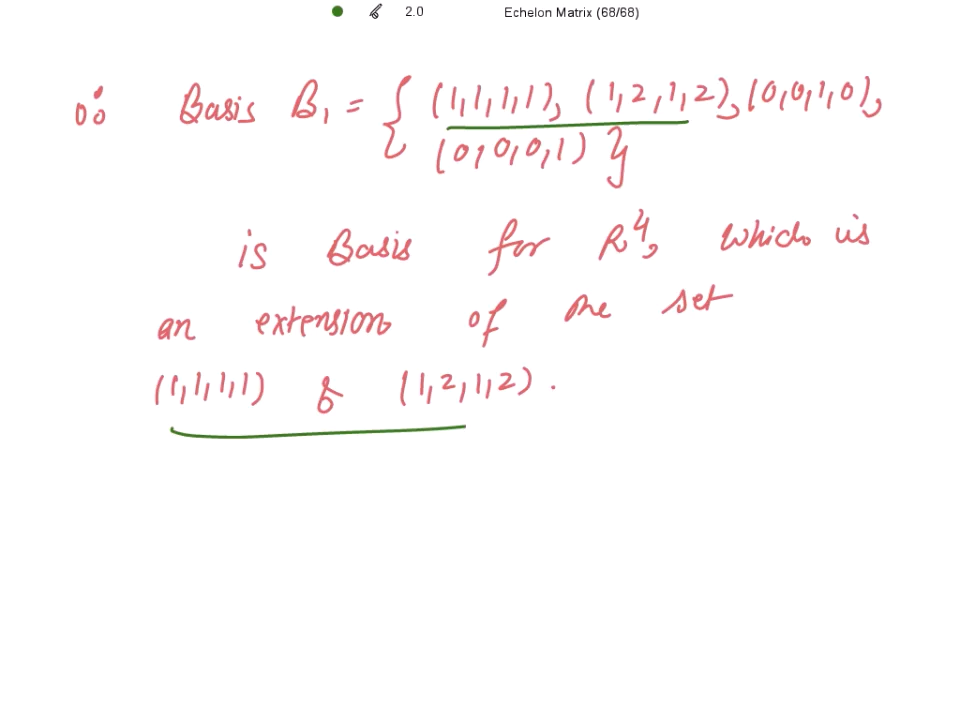 2.0 Echelon Matrix (68/68)
∴ Basis B₁ = { (1,1,1,1), (1,2,1,2), (0,0,1,0),
(0,0,0,1) }
is Basis for R⁴, which is
an extension of the set
(1,1,1,1) & (1,2,1,2).